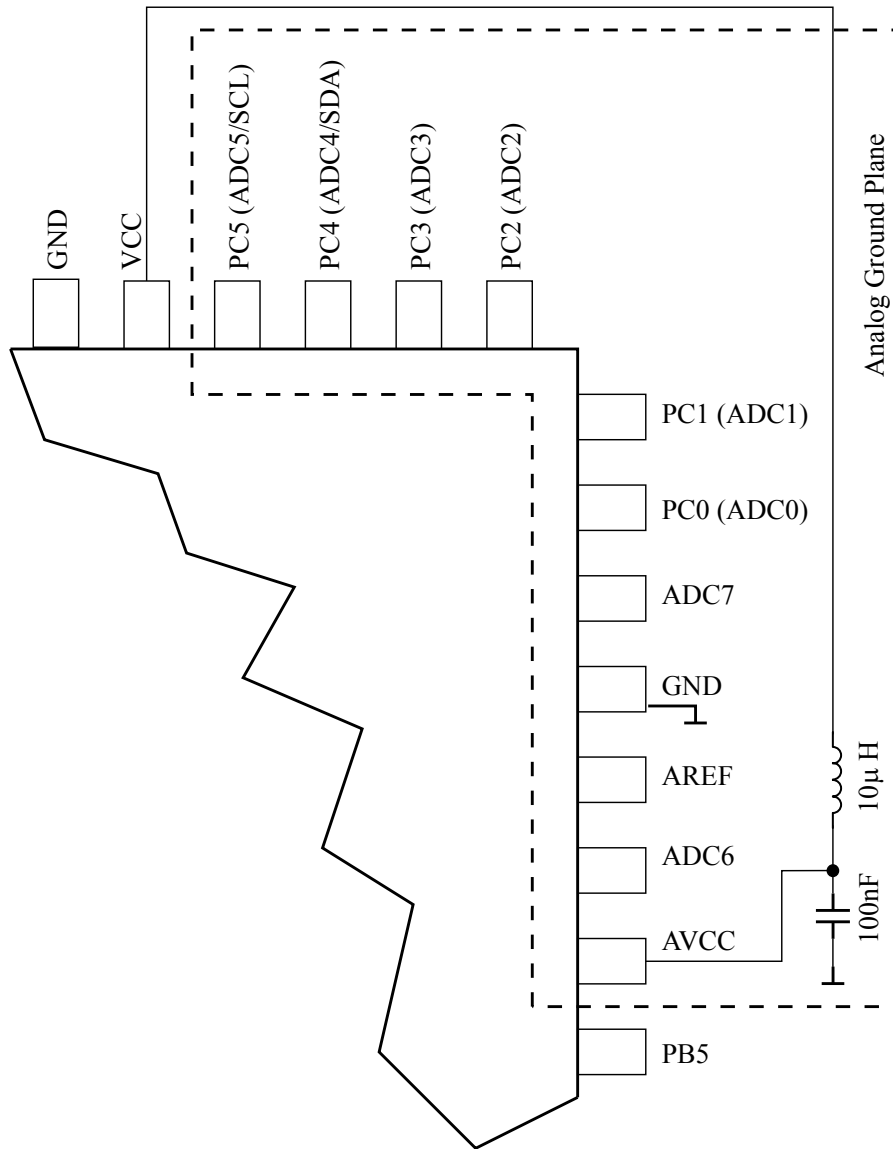 GND
VCC
PC5 (ADC5/SCL)
PC4 (ADC4/SDA)
PC3 (ADC3)
PC2 (ADC2)
Analog Ground Plane
PC1 (ADC1)
PC0 (ADC0)
ADC7
GND
AREF
10μ H
ADC6
100nF
AVCC
PB5